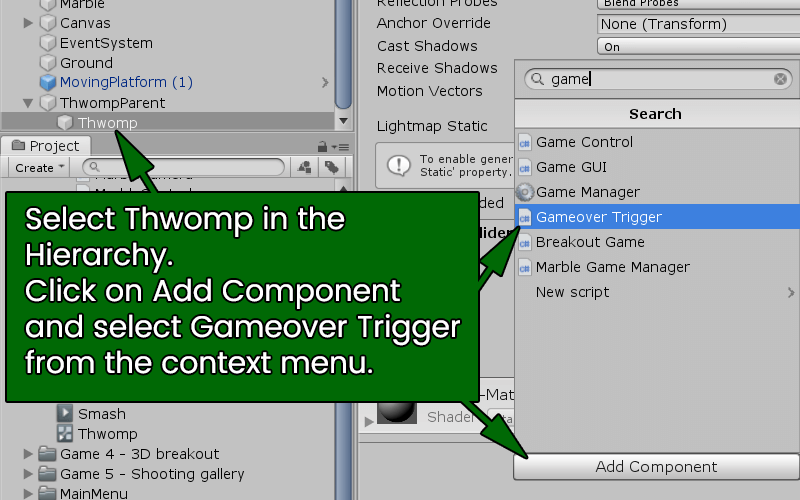 Marble
Canvas
EventSystem
Ground
MovingPlatform (1)
ThwompParent
Thwomp
Project
Create
Select Thwomp in the
Hierarchy.
Click on Add Component
and select Gameover Trigger
from the context menu.
Smash
Thwomp
Game 4 - 3D breakout
Game 5 - Shooting gallery
MainMenu
Reflection Probes
Blend Probes
Anchor Override
None (Transform)
Cast Shadows
On
Receive Shadows
Motion Vectors
Lightmap Static
To enable gener
Static' property.
Shader
game
Search
Game Control
Game GUI
Game Manager
Gameover Trigger
Breakout Game
Marble Game Manager
New script
Add Component